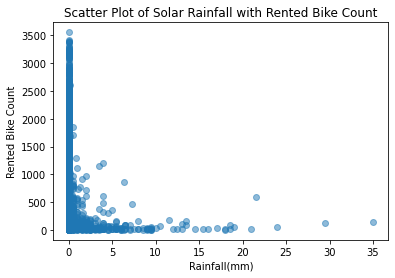 Scatter Plot of Solar Rainfall with Rented Bike Count
3500
3000
2500
2000
1500
1000
500
0
Rented Bike Count
0 5 10 15 20 25 30 35
Rainfall(mm)